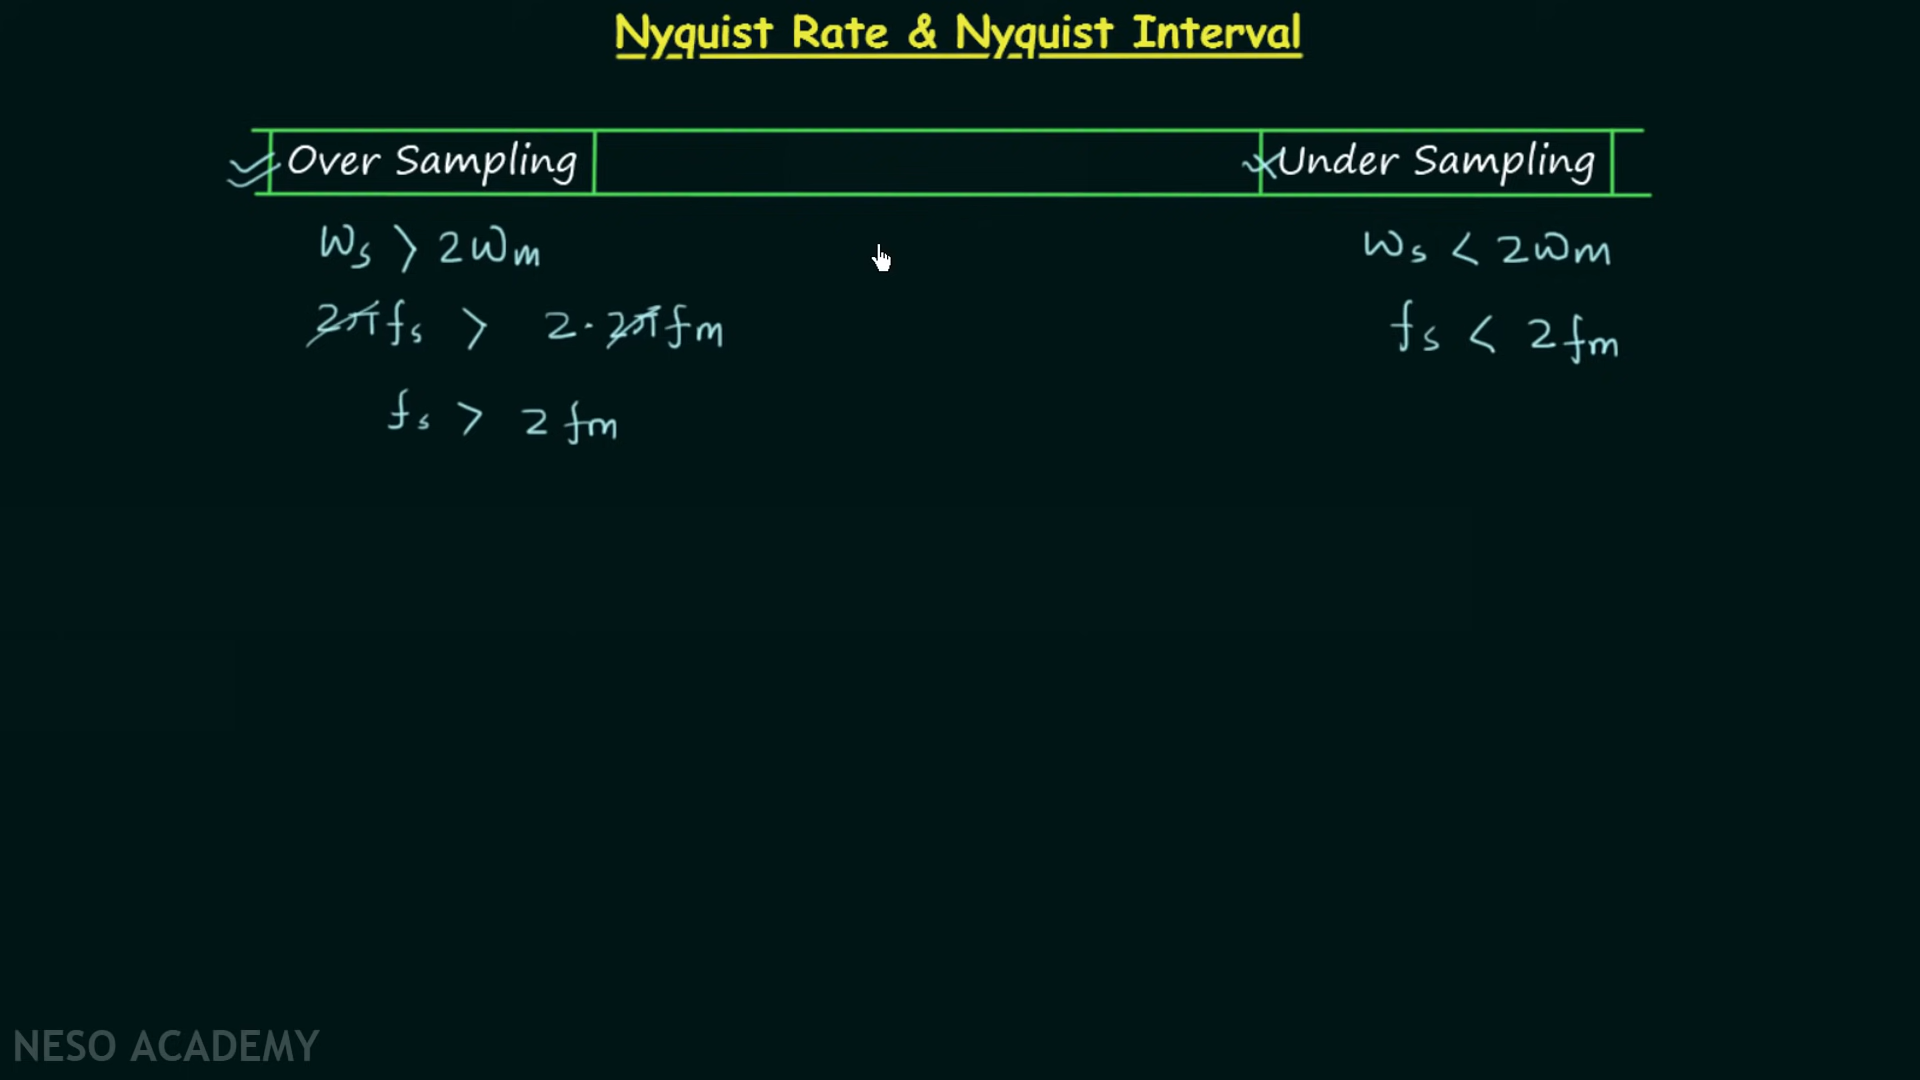 Nyquist Rate & Nyquist Interval
Over Sampling
Under Sampling
ωs > 2ωm
ωs < 2ωm
2πfs > 2·2πfm
fs < 2fm
fs > 2fm
NESO ACADEMY